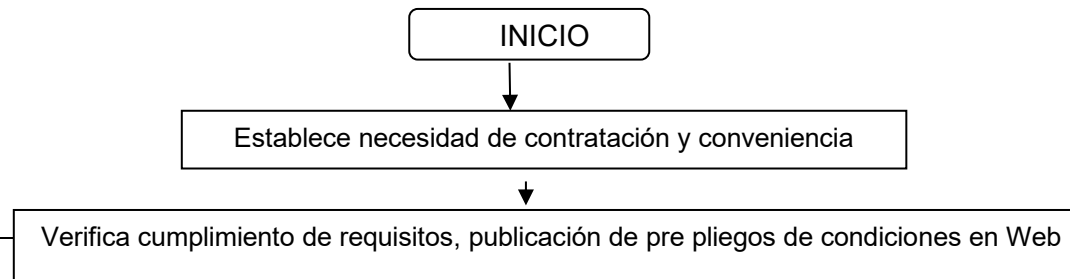 INICIO
Establece necesidad de contratación y conveniencia
Verifica cumplimiento de requisitos, publicación de pre pliegos de condiciones en Web